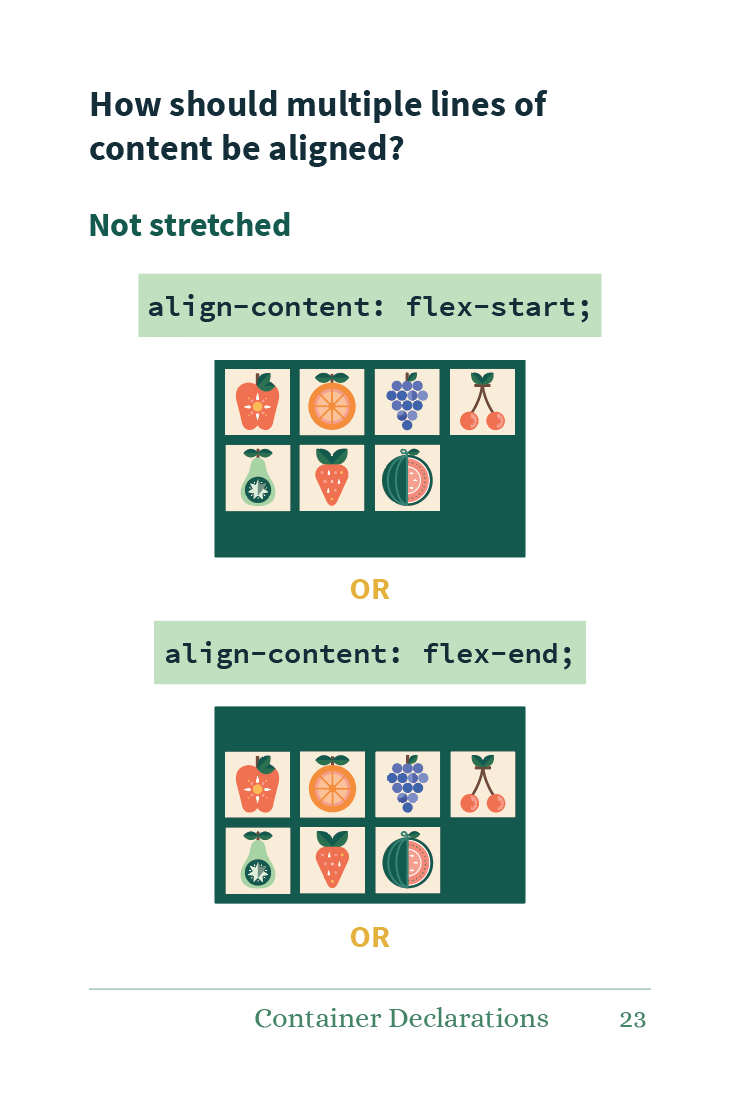 How should multiple lines of
content be aligned?
Not stretched
align-content: flex-start;
OR
align-content: flex-end;
OR
Container Declarations 23